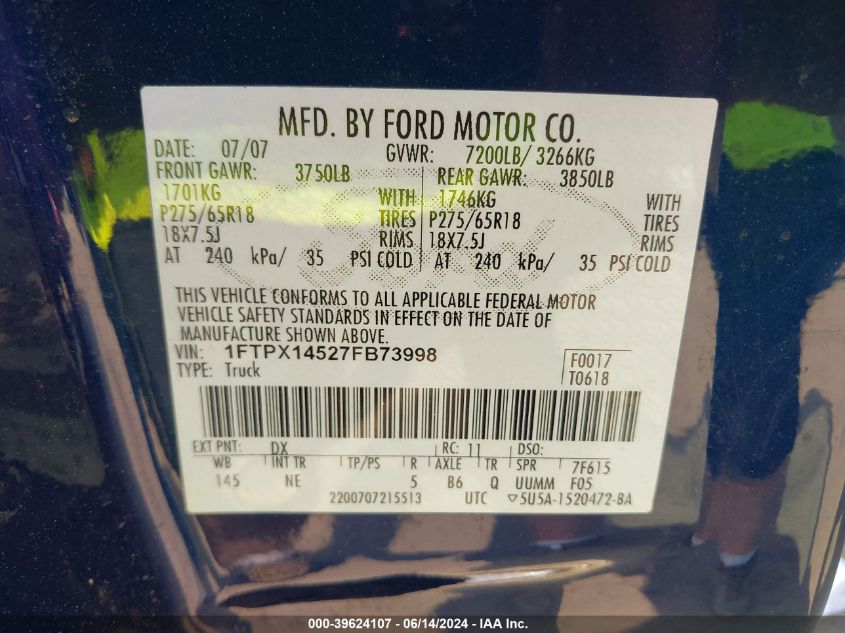 MFD. BY FORD MOTOR CO.
DATE: 07/07 GVWR: 7200LB/ 3266KG
FRONT GAWR: 3750LB REAR GAWR: 3850LB
1701KG WITH 1746KG WITH
P275/65R18 TIRES P275/65R18 TIRES
18X7.5J RIMS 18X7.5J RIMS
AT 240 kPa/ 35 PSI COLD AT 240 kPa/ 35 PSI COLD
THIS VEHICLE CONFORMS TO ALL APPLICABLE FEDERAL MOTOR
VEHICLE SAFETY STANDARDS IN EFFECT ON THE DATE OF
MANUFACTURE SHOWN ABOVE.
VIN: 1FTPX14527FB73998 F0017
TYPE: Truck T0618
EXT PNT: DX RC: 11 DSO:
WB INT TR TP/PS R AXLE TR SPR 7F615
145 NE 5 B6 Q UUMM F05
2200707215513 UTC ▽5U5A-1520472-BA
000-39624107 - 06/14/2024 - IAA Inc.